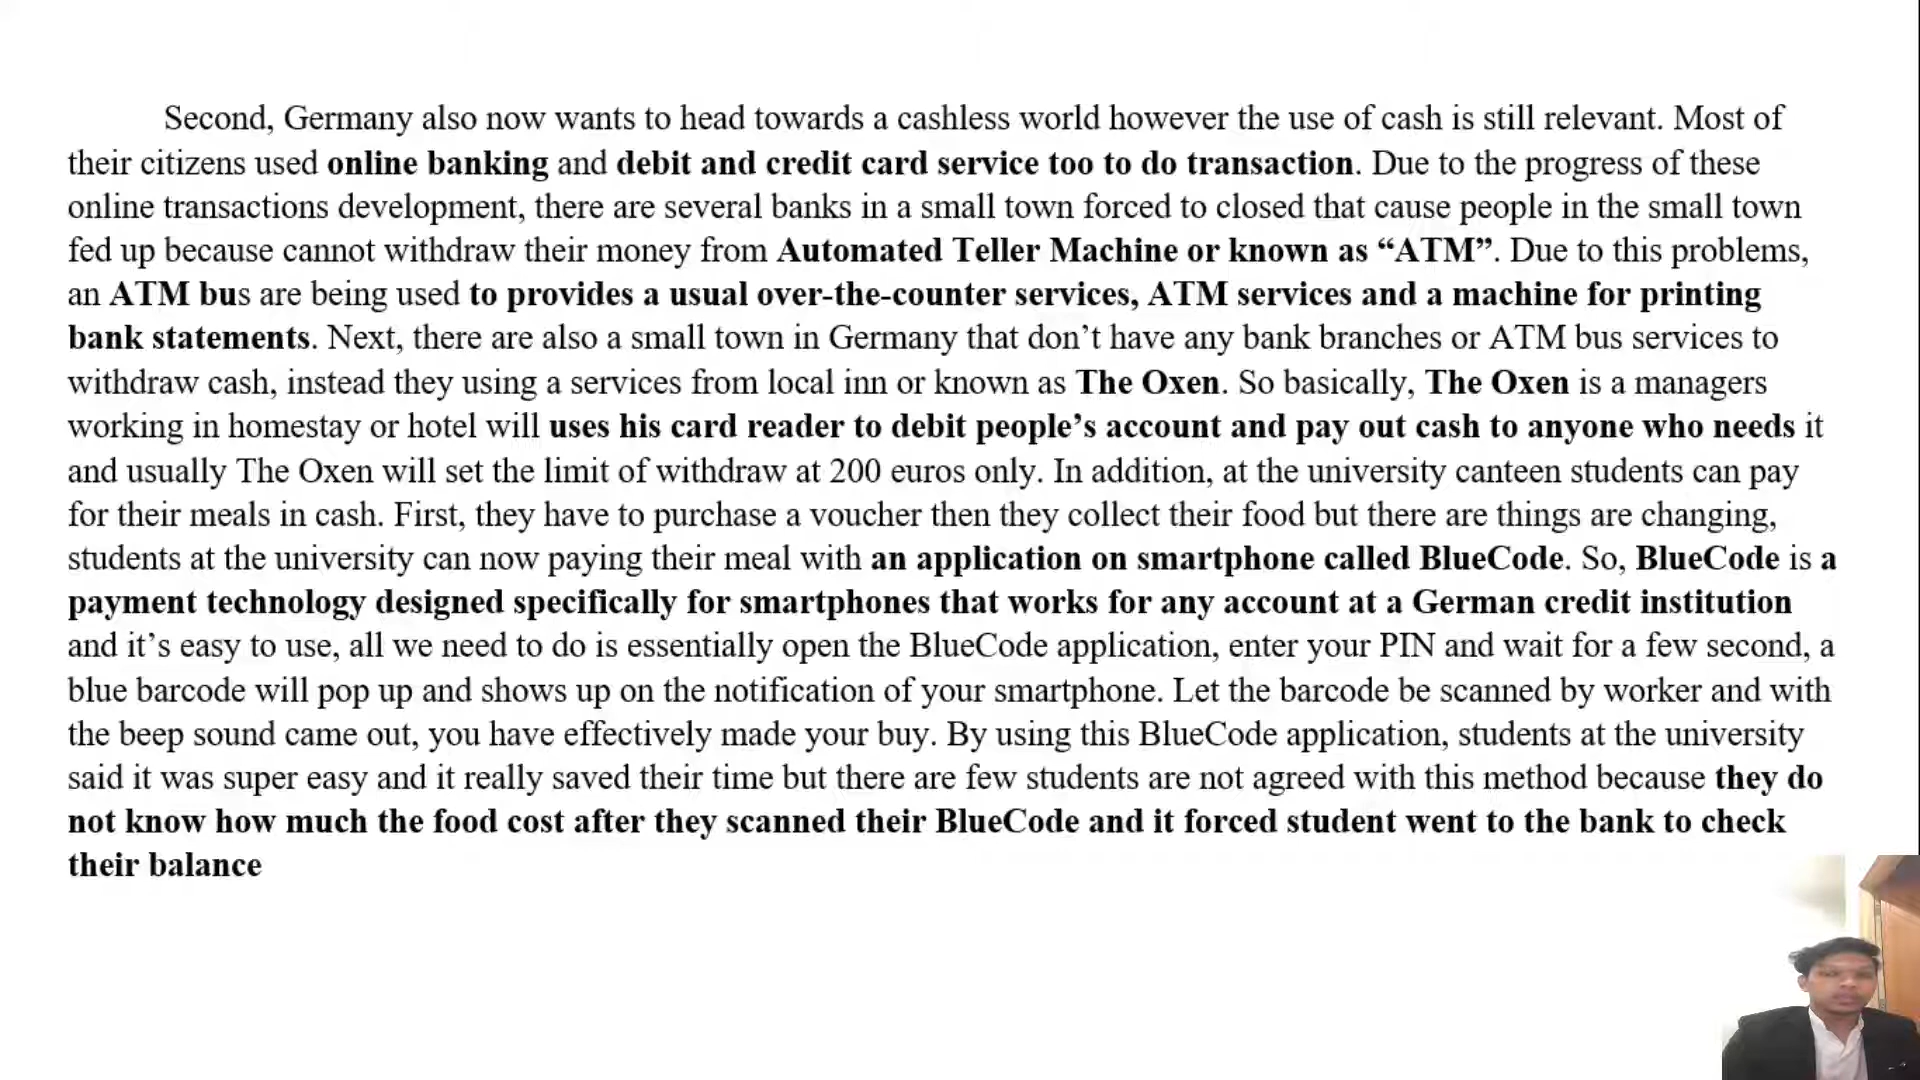 Second, Germany also now wants to head towards a cashless world however the use of cash is still relevant. Most of
their citizens used online banking and debit and credit card service too to do transaction. Due to the progress of these
online transactions development, there are several banks in a small town forced to closed that cause people in the small town
fed up because cannot withdraw their money from Automated Teller Machine or known as “ATM”. Due to this problems,
an ATM bus are being used to provides a usual over-the-counter services, ATM services and a machine for printing
bank statements. Next, there are also a small town in Germany that don’t have any bank branches or ATM bus services to
withdraw cash, instead they using a services from local inn or known as The Oxen. So basically, The Oxen is a managers
working in homestay or hotel will uses his card reader to debit people’s account and pay out cash to anyone who needs it
and usually The Oxen will set the limit of withdraw at 200 euros only. In addition, at the university canteen students can pay
for their meals in cash. First, they have to purchase a voucher then they collect their food but there are things are changing,
students at the university can now paying their meal with an application on smartphone called BlueCode. So, BlueCode is a
payment technology designed specifically for smartphones that works for any account at a German credit institution
and it’s easy to use, all we need to do is essentially open the BlueCode application, enter your PIN and wait for a few second, a
blue barcode will pop up and shows up on the notification of your smartphone. Let the barcode be scanned by worker and with
the beep sound came out, you have effectively made your buy. By using this BlueCode application, students at the university
said it was super easy and it really saved their time but there are few students are not agreed with this method because they do
not know how much the food cost after they scanned their BlueCode and it forced student went to the bank to check
their balance